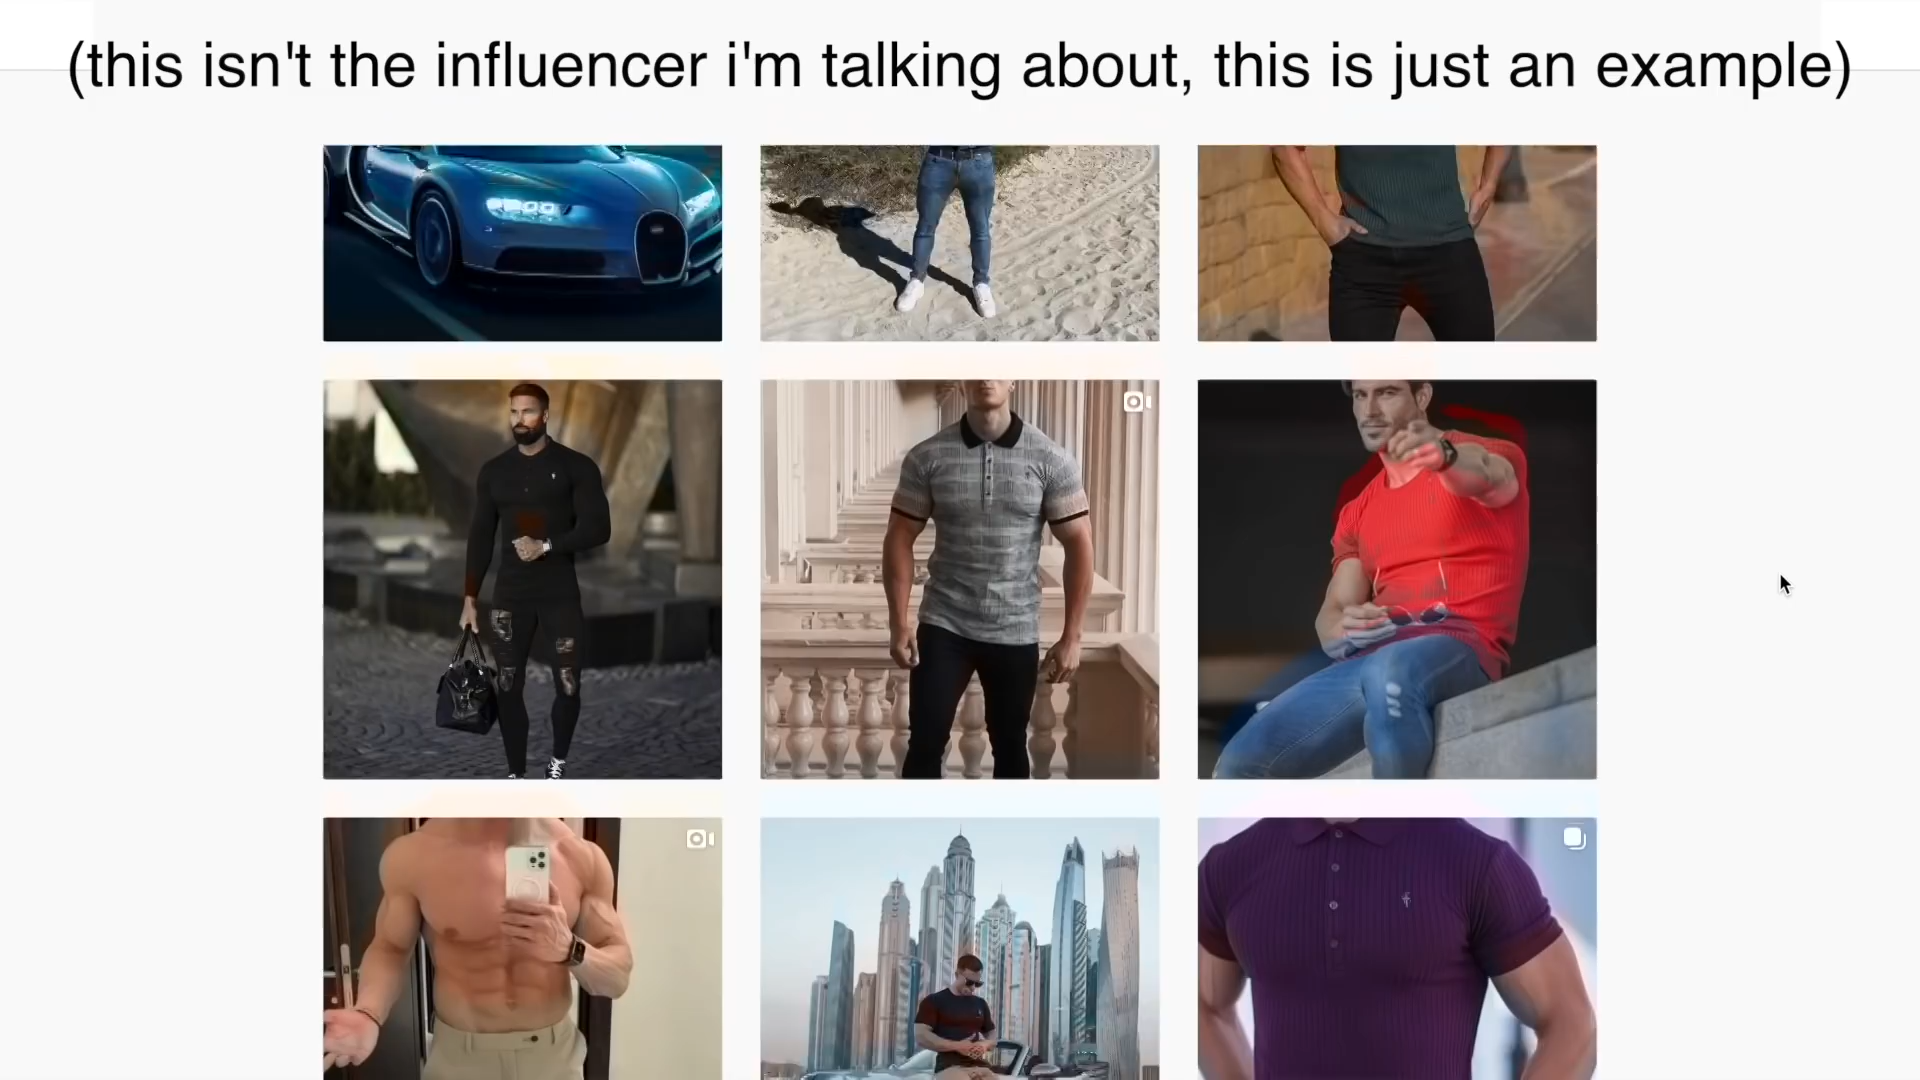 (this isn't the influencer i'm talking about, this is just an example)